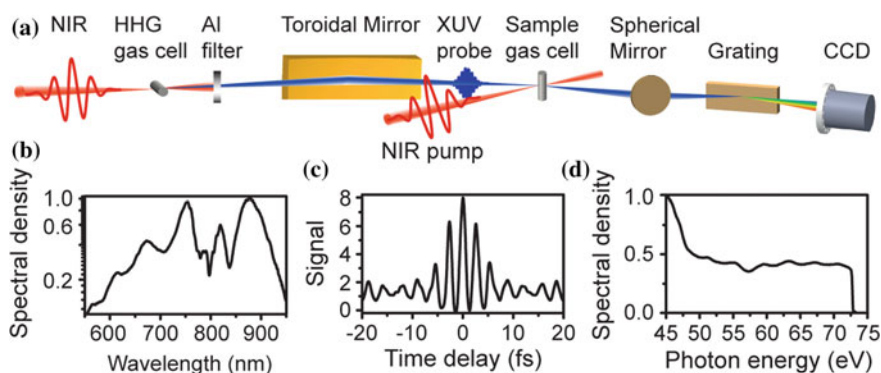 (a) NIR HHG gas cell Al filter Toroidal Mirror XUV probe Sample gas cell Spherical Mirror Grating CCD
NIR pump
(b) (c) (d)
Spectral density
1.0
0.6
0.2
600 700 800 900
Wavelength (nm)
Signal
8
6
4
2
0
-20 -10 0 10 20
Time delay (fs)
Spectral density
1.0
0.5
0.0
45 50 55 60 65 70 75
Photon energy (eV)